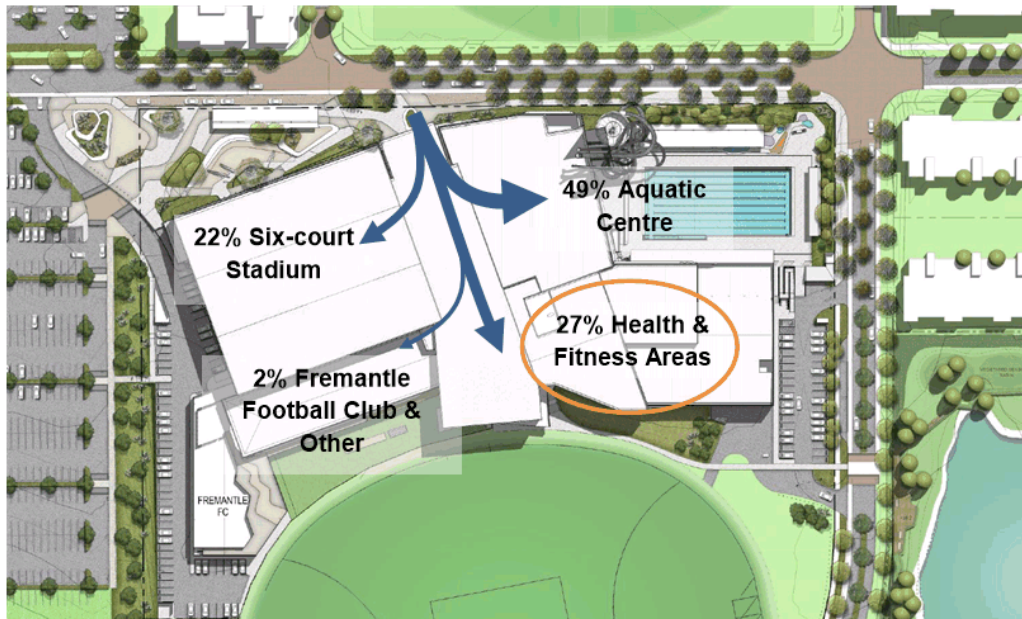 49% Aquatic
Centre
22% Six-court
Stadium
27% Health &
Fitness Areas
2% Fremantle
Football Club &
Other
FREMANTLE
FC